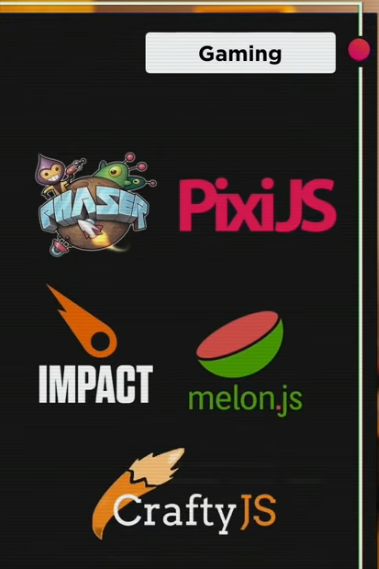 Gaming
PHASER
PixiJS
IMPACT
melon.js
CraftyJS